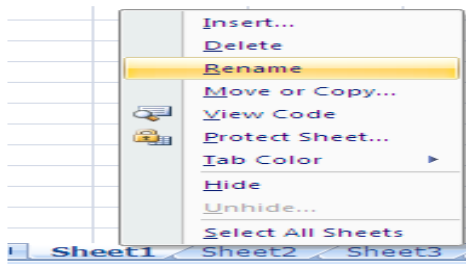 Insert...
Delete
Rename
Move or Copy...
View Code
Protect Sheet...
Tab Color
Hide
Unhide...
Select All Sheets
Sheet1 Sheet2 Sheet3